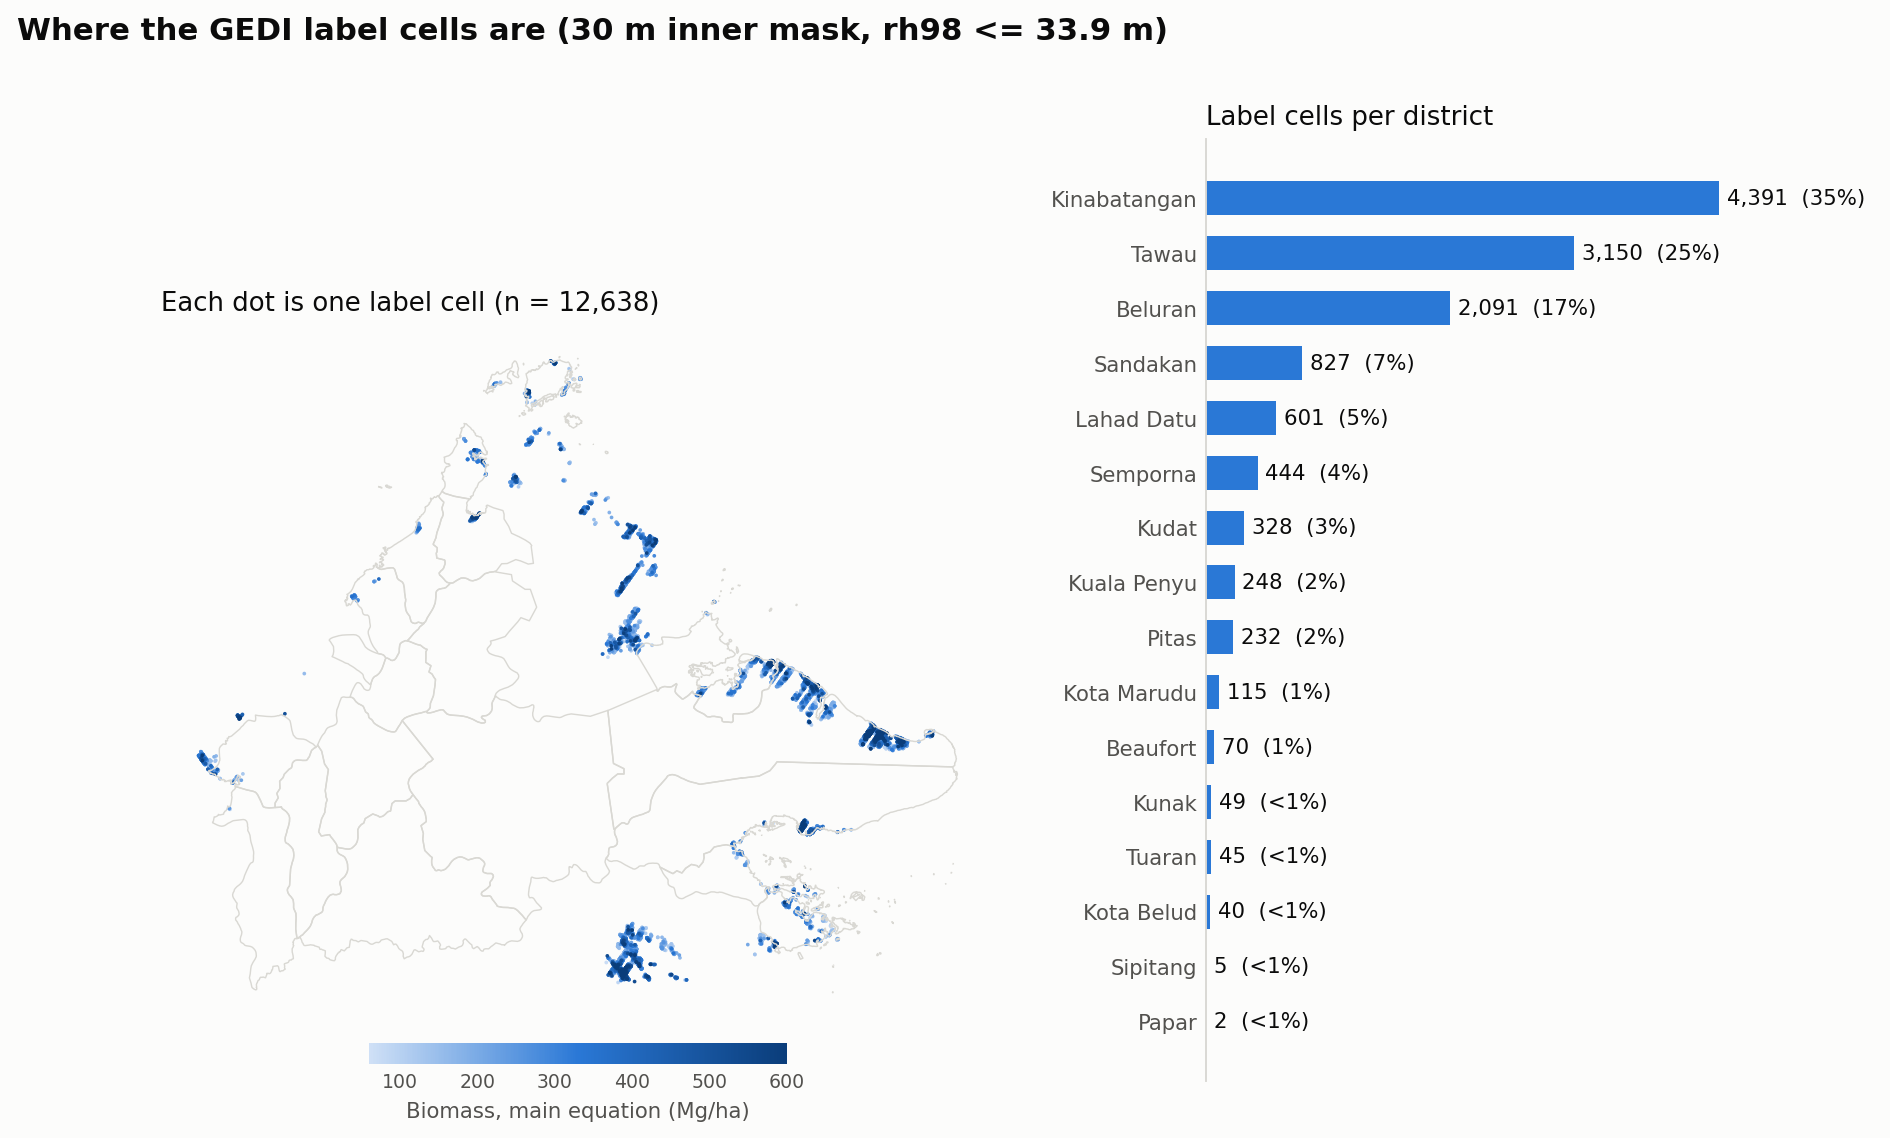 Where the GEDI label cells are (30 m inner mask, rh98 <= 33.9 m)
Each dot is one label cell (n = 12,638)
100 200 300 400 500 600
Biomass, main equation (Mg/ha)
Label cells per district
Kinabatangan 4,391 (35%)
Tawau 3,150 (25%)
Beluran 2,091 (17%)
Sandakan 827 (7%)
Lahad Datu 601 (5%)
Semporna 444 (4%)
Kudat 328 (3%)
Kuala Penyu 248 (2%)
Pitas 232 (2%)
Kota Marudu 115 (1%)
Beaufort 70 (1%)
Kunak 49 (<1%)
Tuaran 45 (<1%)
Kota Belud 40 (<1%)
Sipitang 5 (<1%)
Papar 2 (<1%)